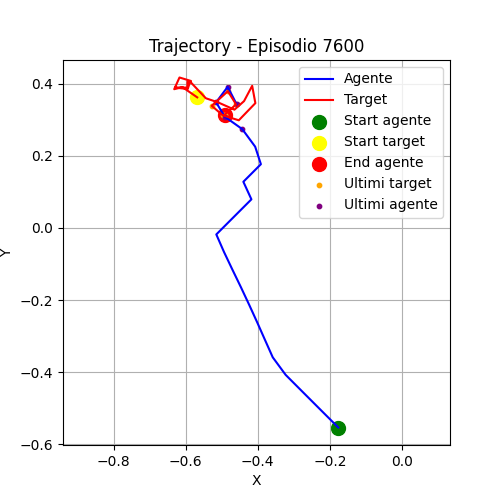 Trajectory - Episodio 7600
Agente
Target
Start agente
Start target
End agente
Ultimi target
Ultimi agente
0.4
0.2
0.0
−0.2
−0.4
−0.6
Y
−0.8
−0.6
−0.4
−0.2
0.0
X